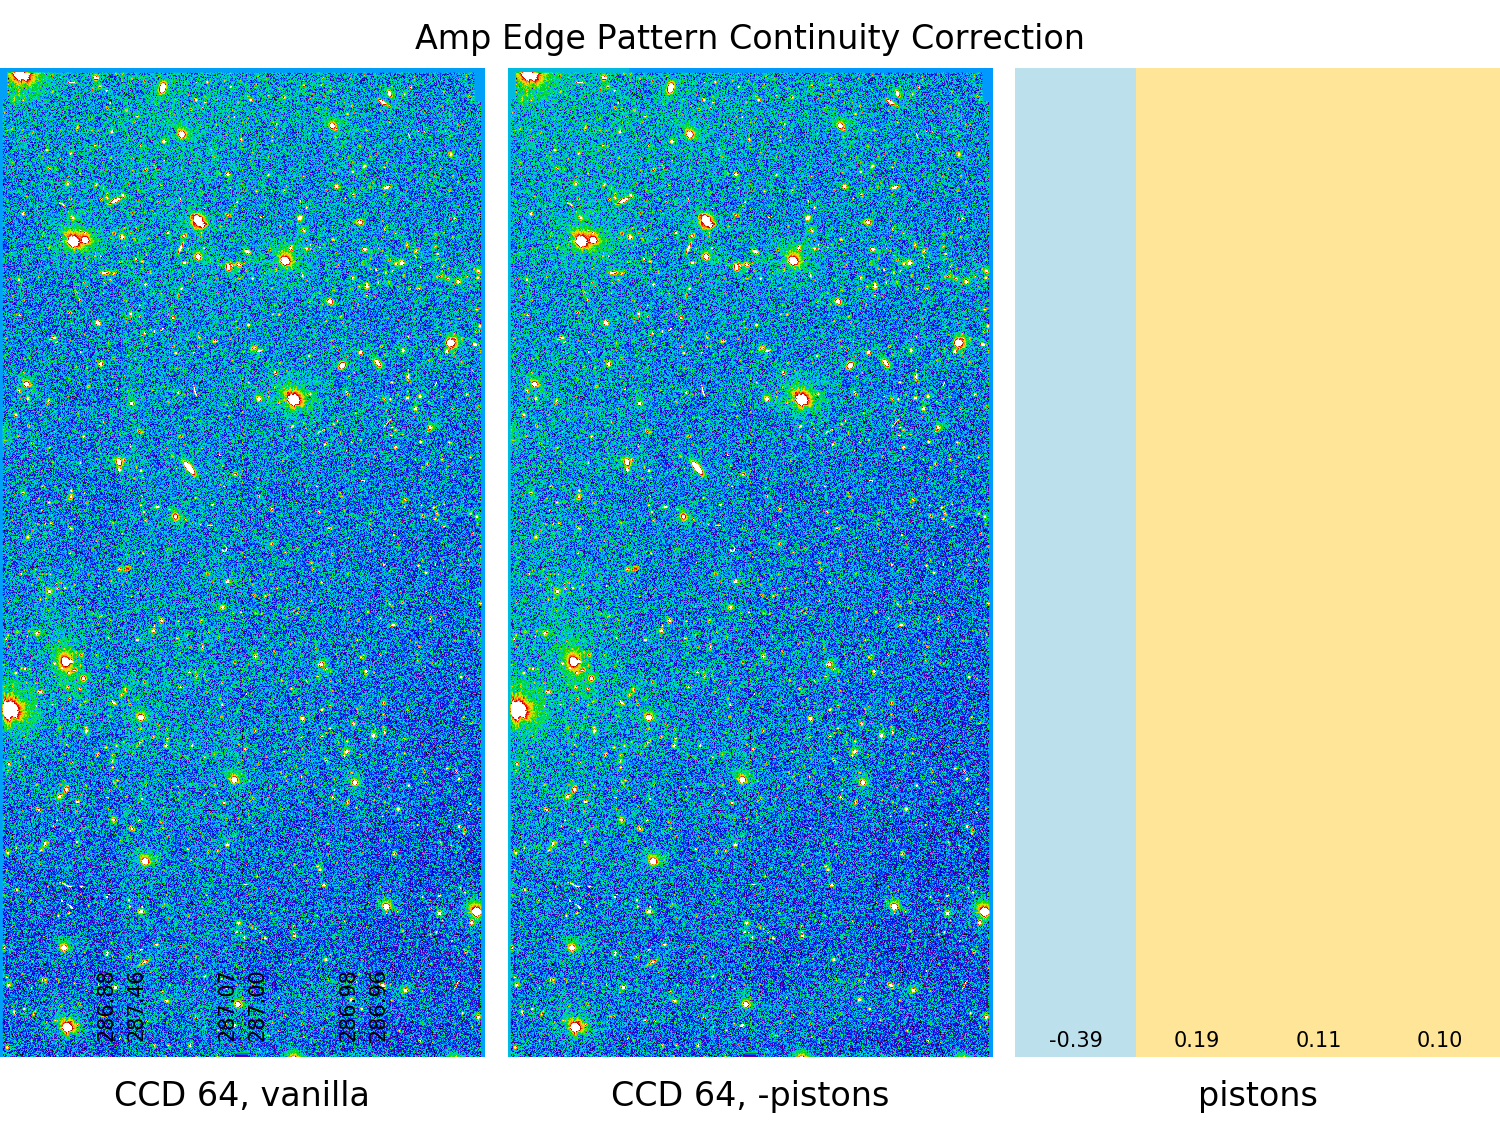 Amp Edge Pattern Continuity Correction
286.88
287.46
287.07
287.00
286.98
286.96
-0.39 0.19 0.11 0.10
CCD 64, vanilla
CCD 64, -pistons
pistons